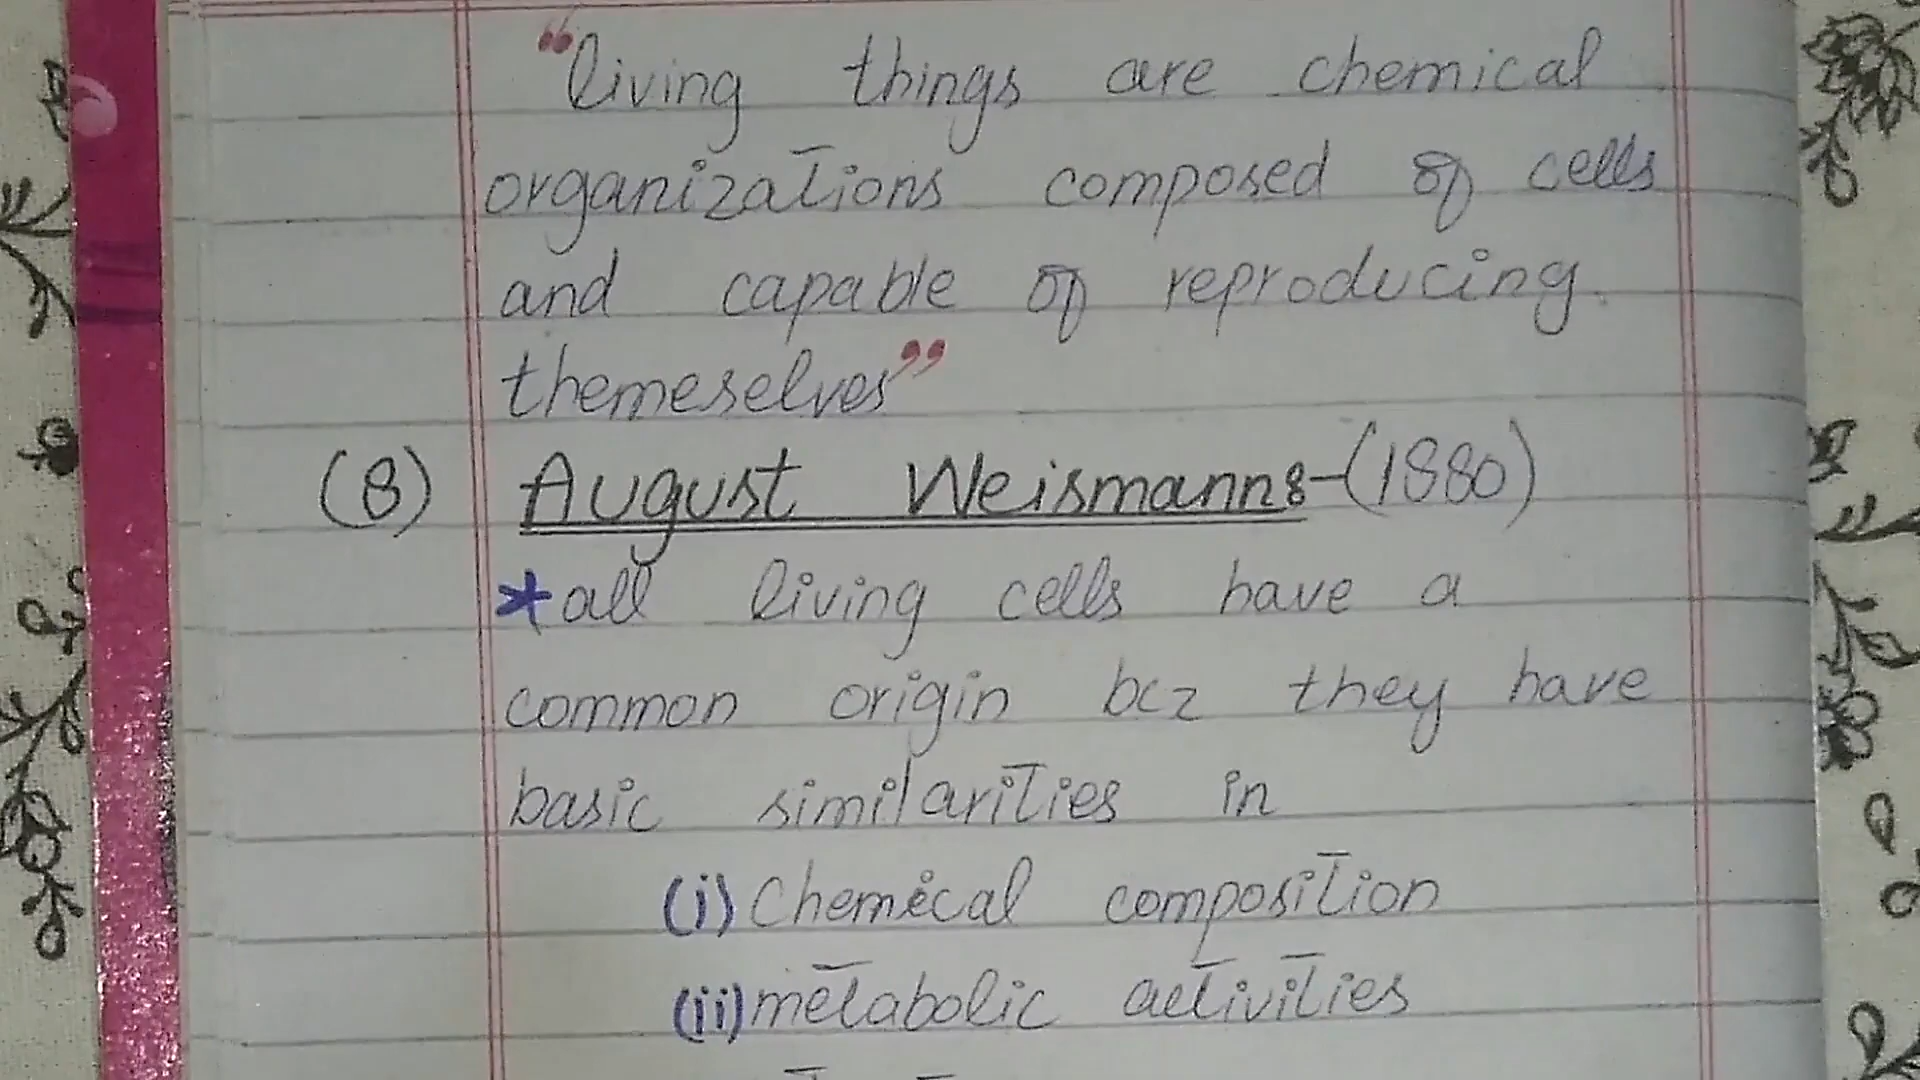 “living things are chemical
organizations composed of cells
and capable of reproducing.
themeselves”
(8) August Weismann:-(1880)
*all living cells have a
common origin bcz they have
basic similarities in
(i) Chemical composition
(ii) metabolic activities